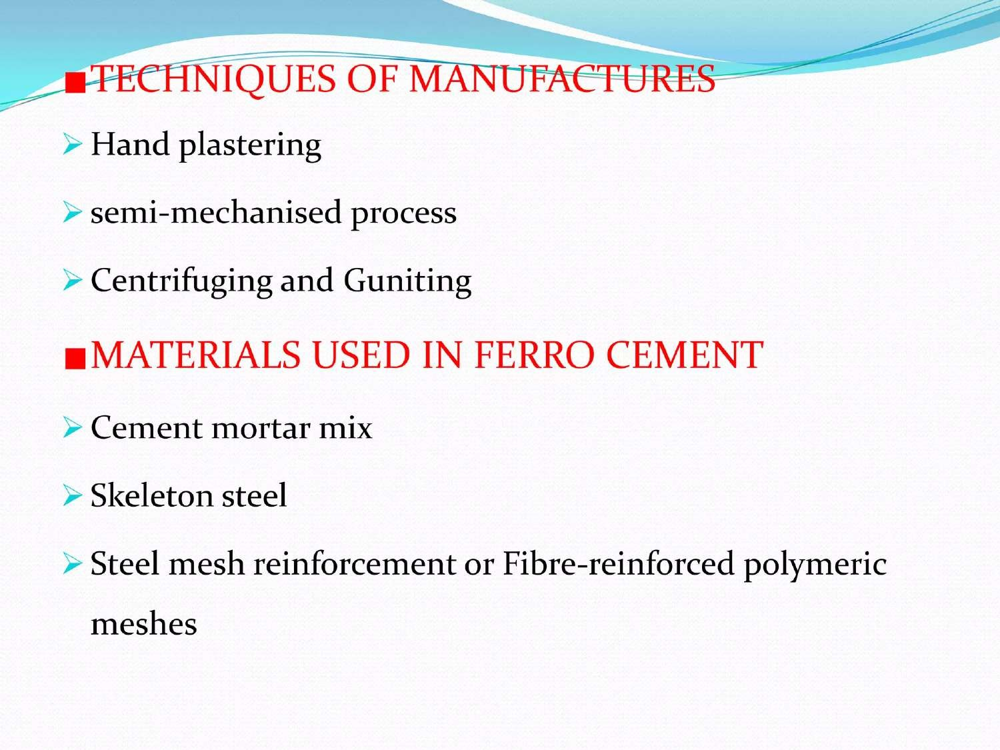 ■TECHNIQUES OF MANUFACTURES
➢ Hand plastering
➢ semi-mechanised process
➢ Centrifuging and Guniting
■MATERIALS USED IN FERRO CEMENT
➢ Cement mortar mix
➢ Skeleton steel
➢ Steel mesh reinforcement or Fibre-reinforced polymeric
meshes